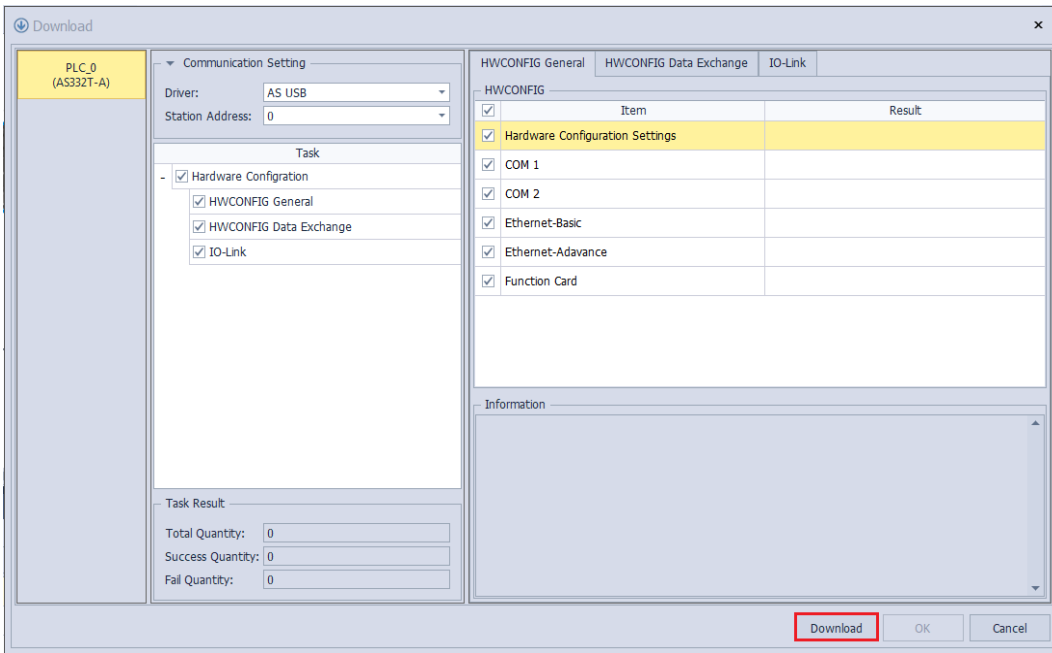 Download
PLC_0
(AS332T-A)
Communication Setting
Driver: AS USB
Station Address: 0
Task
Hardware Configration
HWCONFIG General
HWCONFIG Data Exchange
IO-Link
Task Result
Total Quantity: 0
Success Quantity: 0
Fail Quantity: 0
HWCONFIG General HWCONFIG Data Exchange IO-Link
HWCONFIG
Item Result
Hardware Configuration Settings
COM 1
COM 2
Ethernet-Basic
Ethernet-Adavance
Function Card
Information
Download OK Cancel